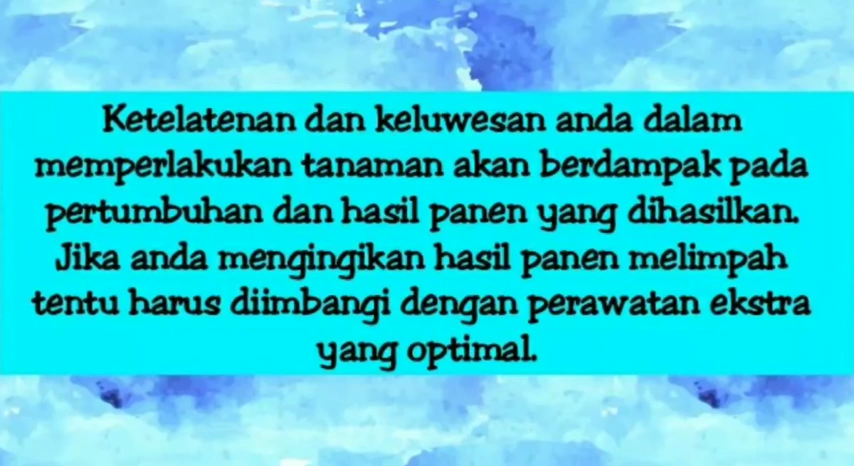 Ketelatenan dan keluwesan anda dalam
memperlakukan tanaman akan berdampak pada
pertumbuhan dan hasil panen yang dihasilkan.
Jika anda mengingikan hasil panen melimpah
tentu harus diimbangi dengan perawatan ekstra
yang optimal.